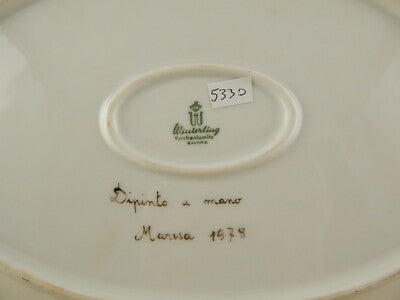 5330
Winterling
Kirchenlamitz
BAVARIA
Dipinto a mano
Marisa 1978